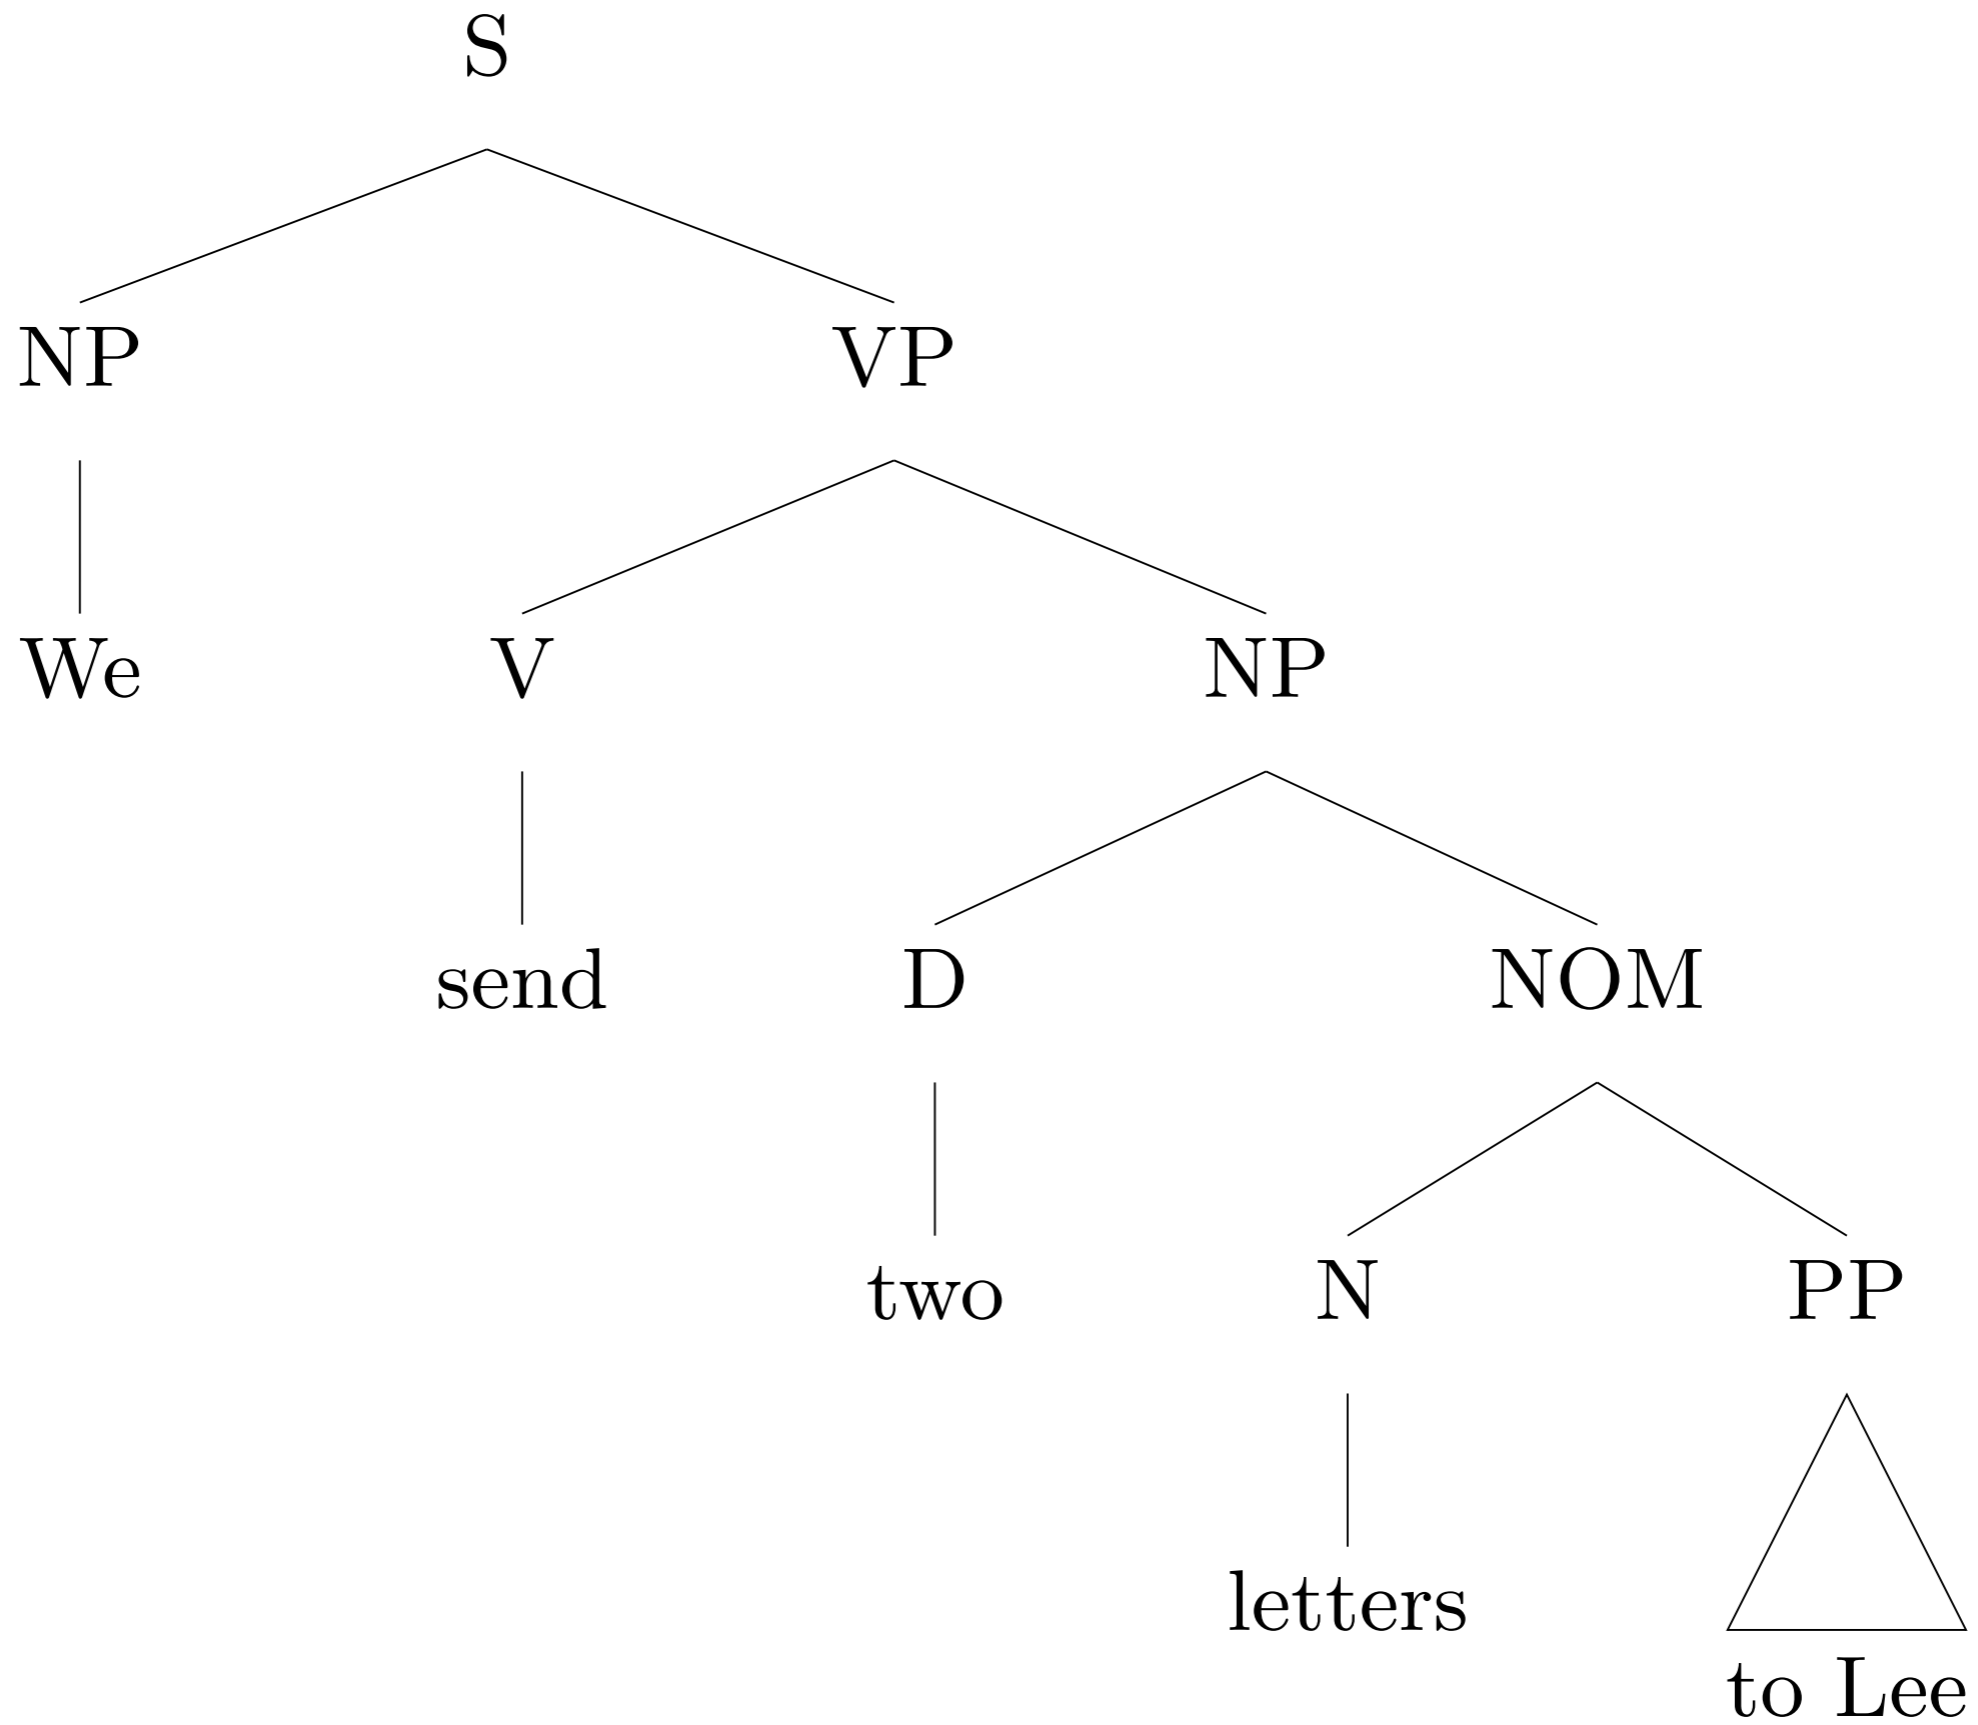 S
NP VP
We V NP
send D NOM
two N PP
letters
to Lee